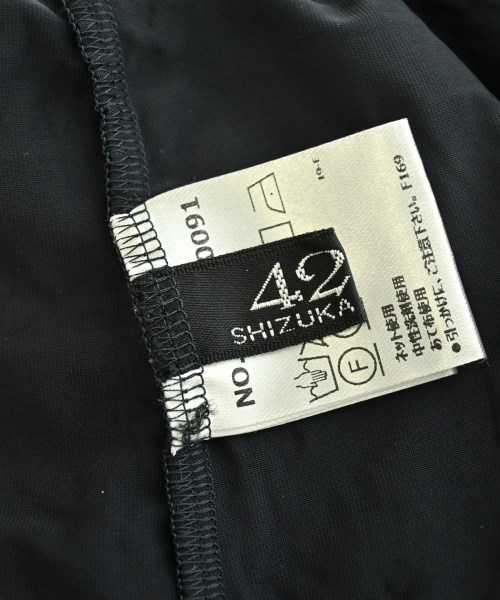 42
SHIZUKA
NO.
0091
F
ネット使用
中性洗剤使用
あて布使用
●引っかけに、ご注意下さい。F169